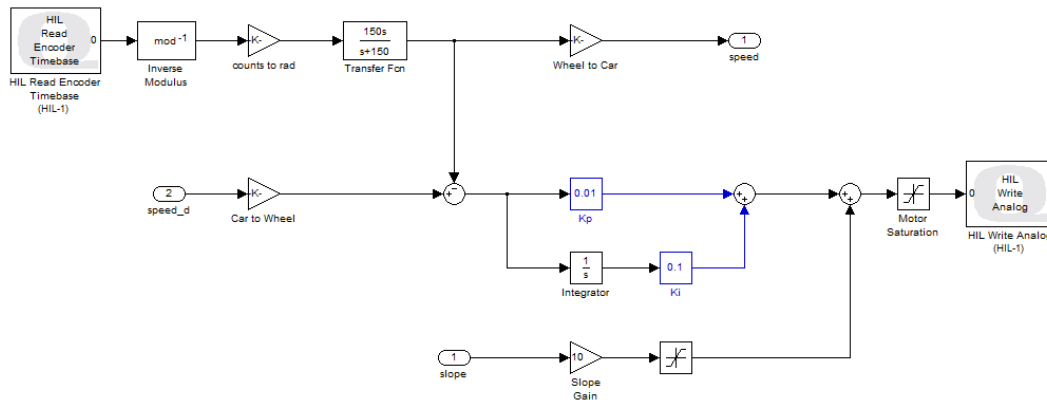 HIL
Read
Encoder
Timebase
0
HIL Read Encoder
Timebase
(HIL-1)
mod -1
Inverse
Modulus
K-
counts to rad
150s
s+150
Transfer Fcn
K-
Wheel to Car
1
speed
2
speed_d
K-
Car to Wheel
−
0.01
Kp
+
+
+
+
Motor
Saturation
0
HIL
Write
Analog
HIL Write Analog
(HIL-1)
1
s
Integrator
0.1
Ki
1
slope
10
Slope
Gain